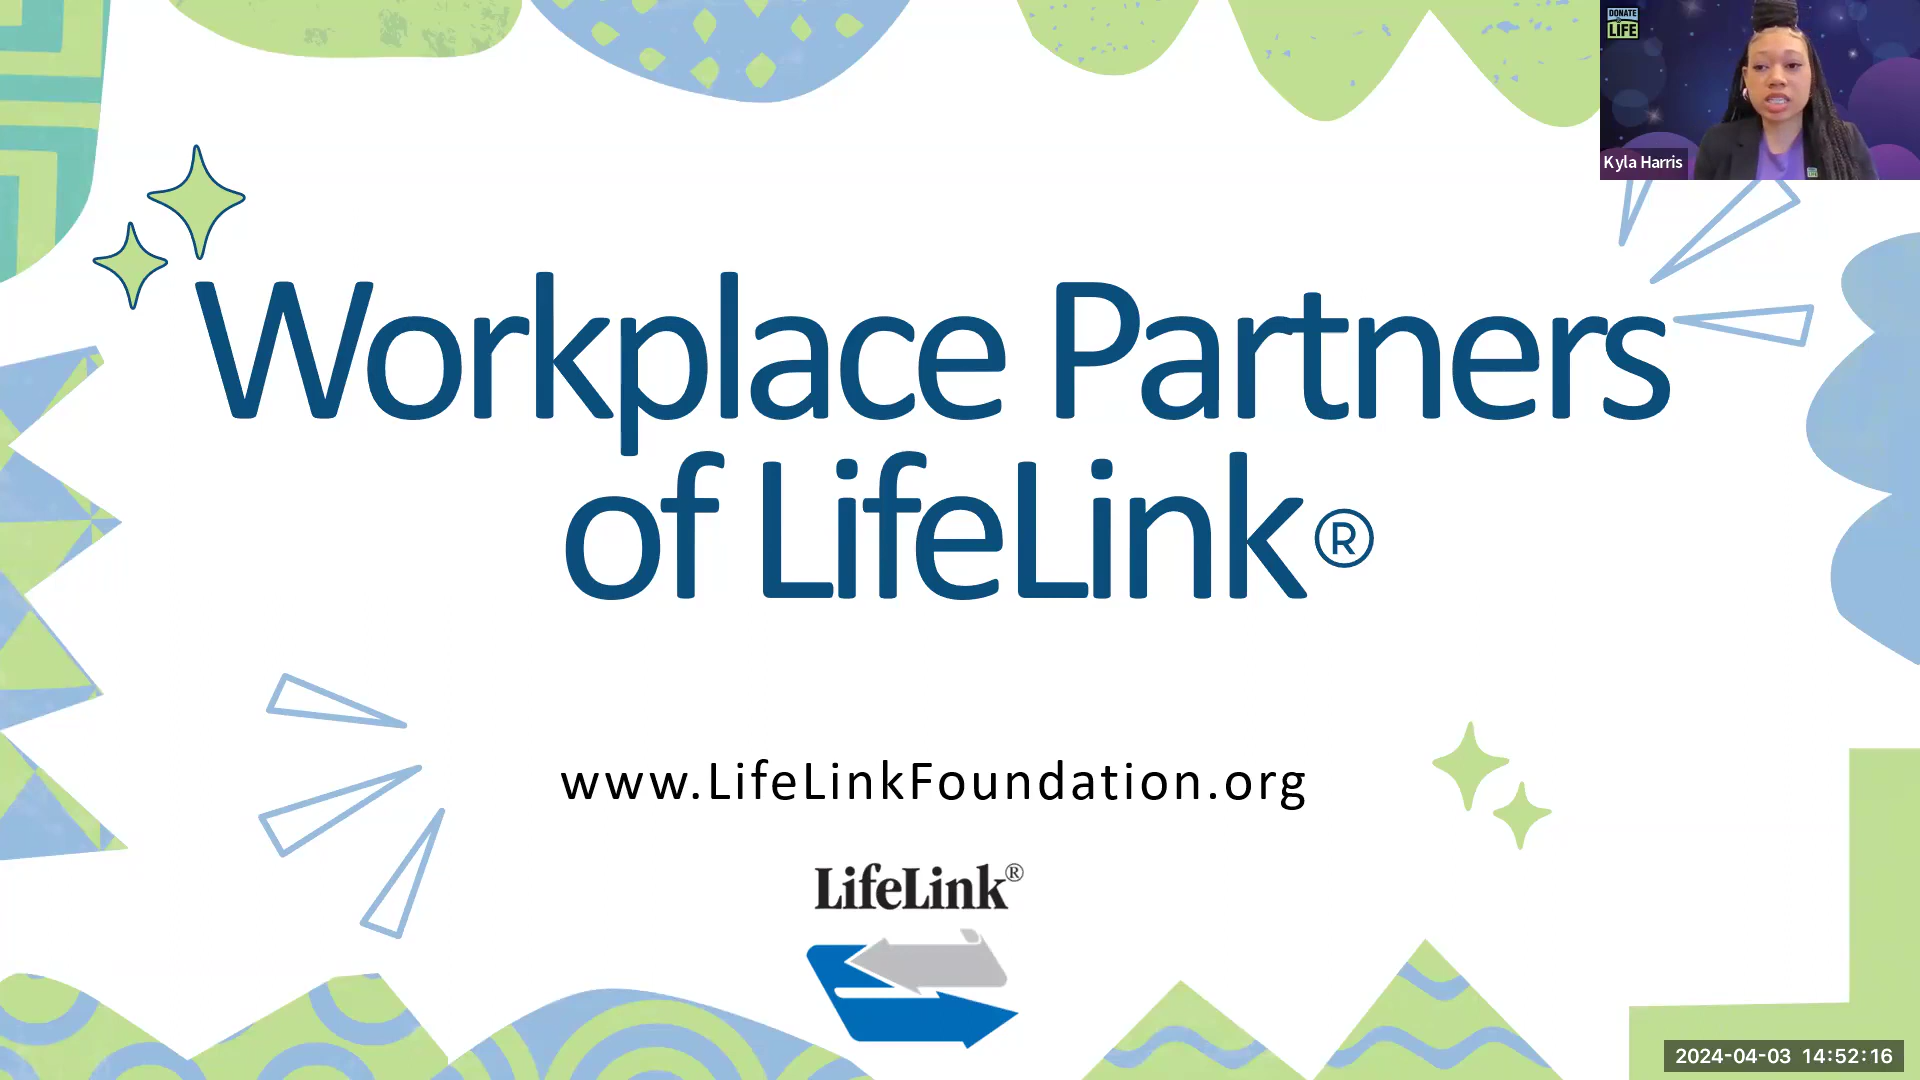 DONATE
LIFE
Kyla Harris
Workplace Partners
of LifeLink®
www.LifeLinkFoundation.org
LifeLink®
2024-04-03 14:52:16